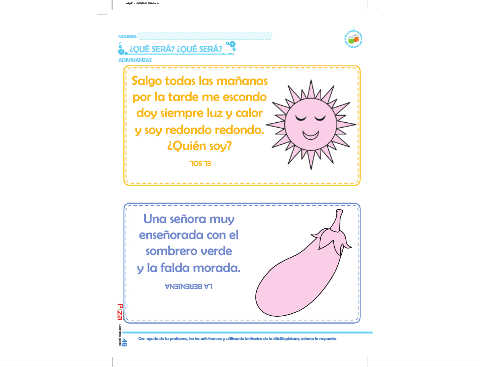 NOMBRE:
¿QUÉ SERÁ? ¿QUÉ SERÁ?
ADIVINANZAS
Salgo todas las mañanas
por la tarde me escondo
doy siempre luz y calor
y soy redondo redondo.
¿Quién soy?
EL SOL
Una señora muy
enseñorada con el
sombrero verde
y la falda morada.
LA BERENJENA